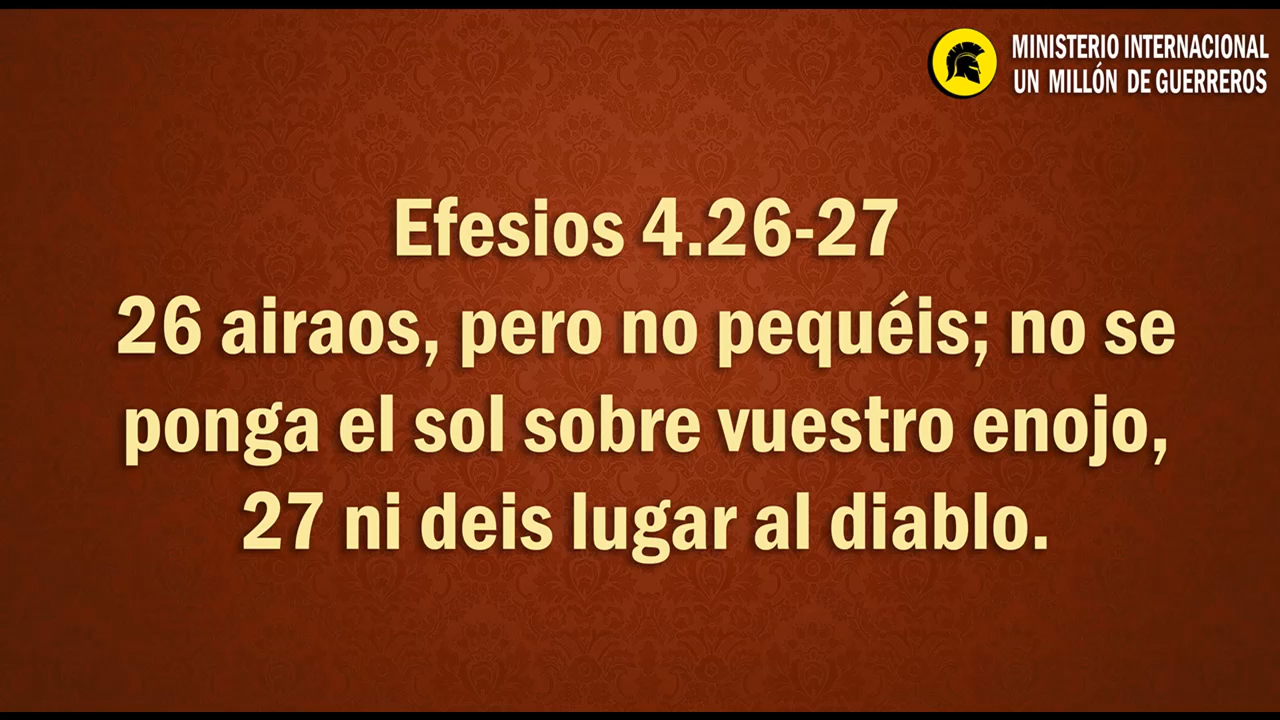 MINISTERIO INTERNACIONAL
UN MILLÓN DE GUERREROS
Efesios 4.26-27
26 airaos, pero no pequéis; no se
ponga el sol sobre vuestro enojo,
27 ni deis lugar al diablo.